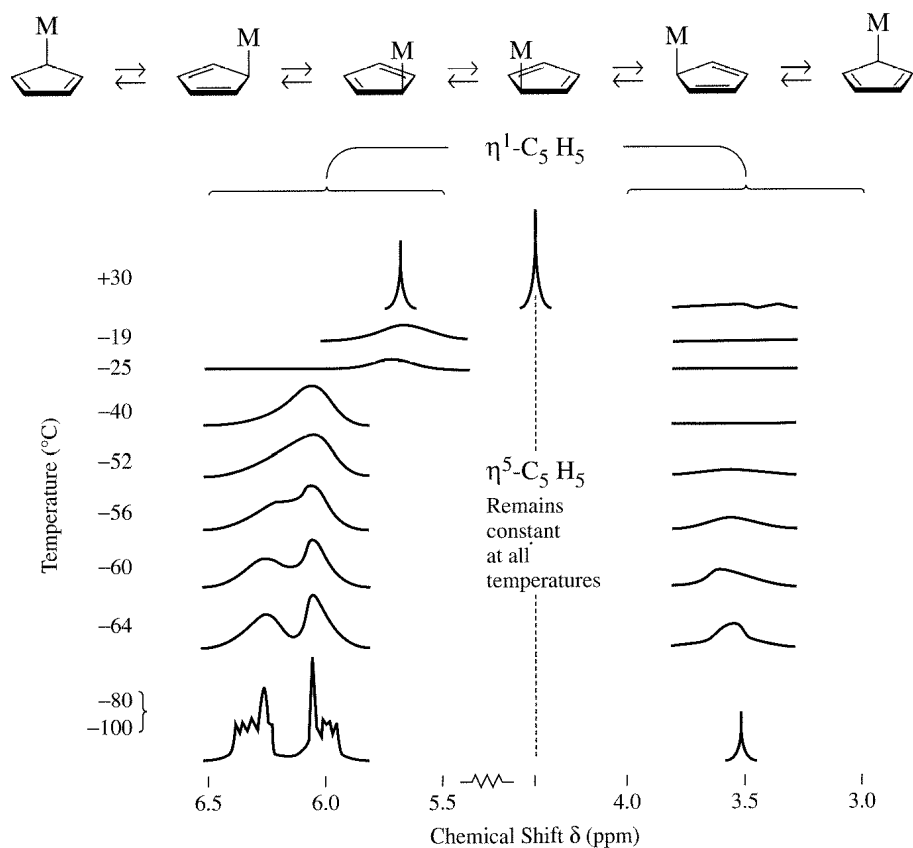 M M M M M M
η¹-C₅ H₅
+30
−19
−25
−40
−52
η⁵-C₅ H₅
−56
Remains
constant
at all
temperatures
−60
−64
−80
−100
Temperature (°C)
6.5 6.0 5.5 4.0 3.5 3.0
Chemical Shift δ (ppm)